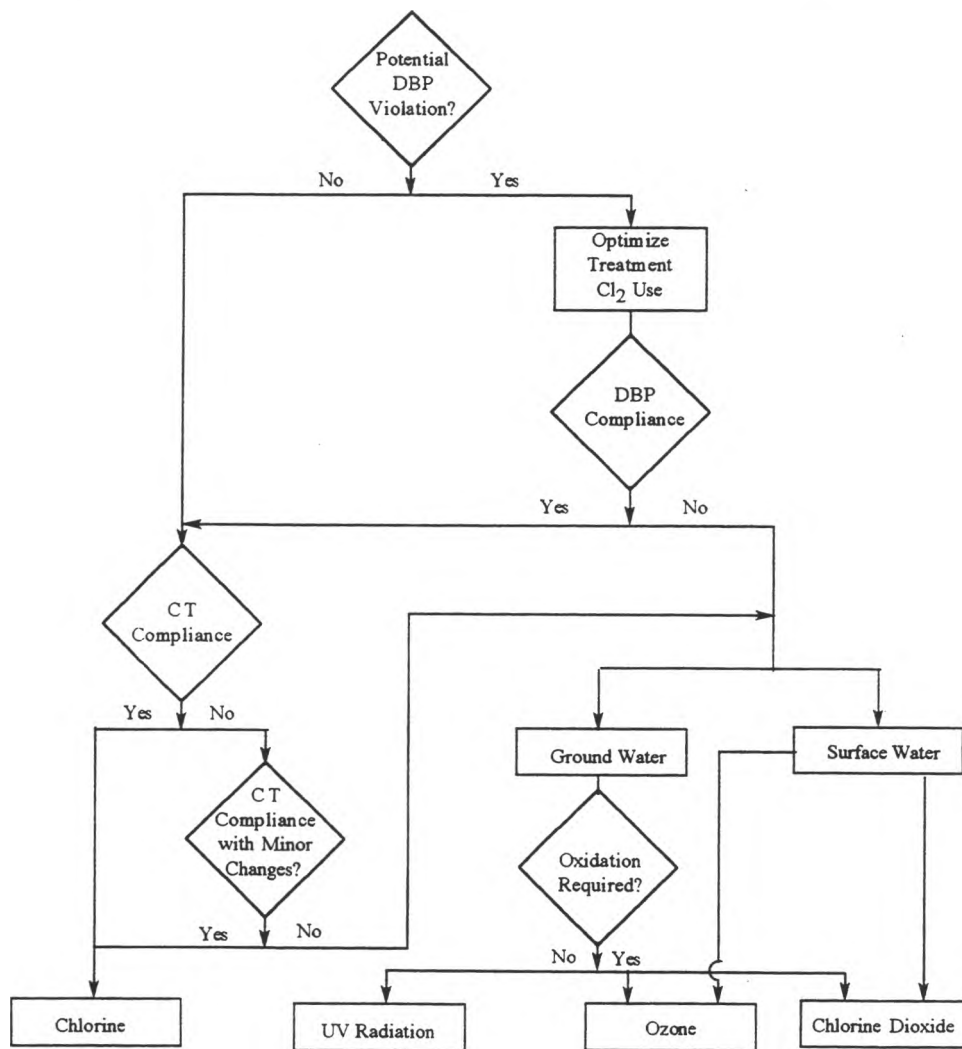 Potential
DBP
Violation?
No
Yes
Optimize
Treatment
Cl2 Use
DBP
Compliance
Yes
No
CT
Compliance
Yes
No
Ground Water
Surface Water
CT
Compliance
with Minor
Changes?
Oxidation
Required?
Yes
No
No
Yes
Chlorine
UV Radiation
Ozone
Chlorine Dioxide